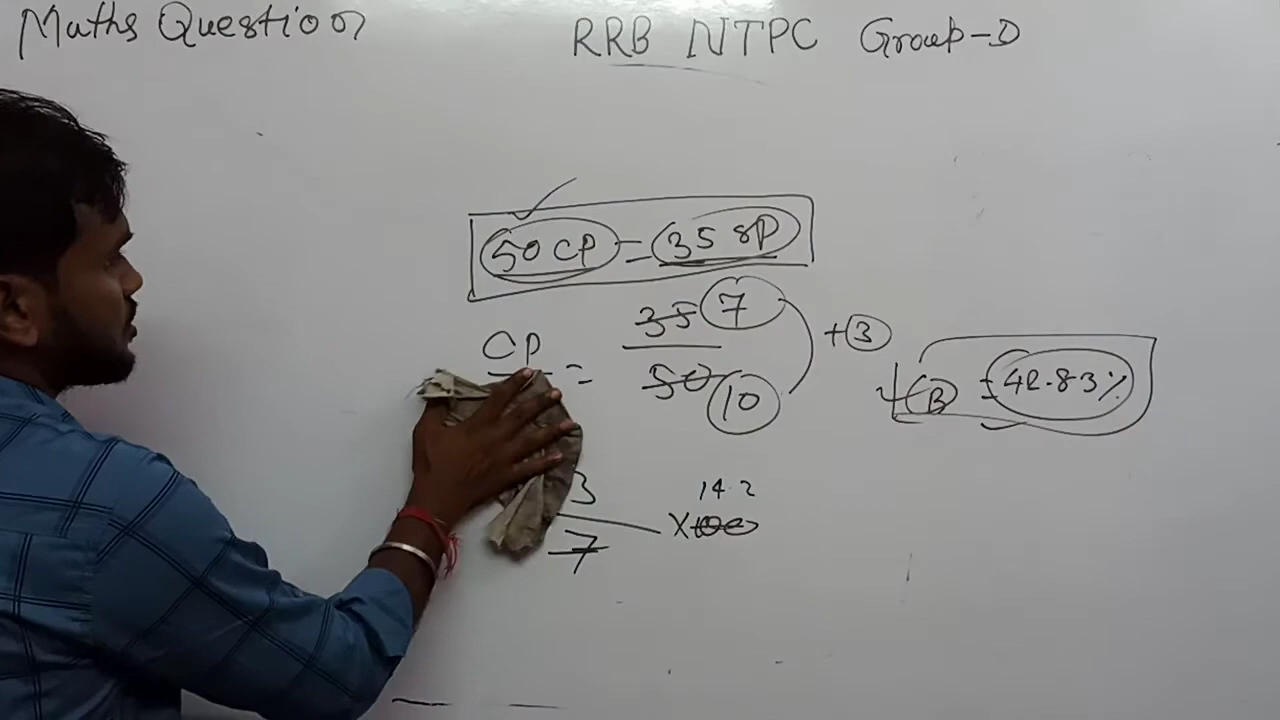 Maths Question
RRB NTPC Group-D
50 CP = 35 SP
CP = 35 7
50 10
+3
B = 42.83%
3
7
14.2
X100